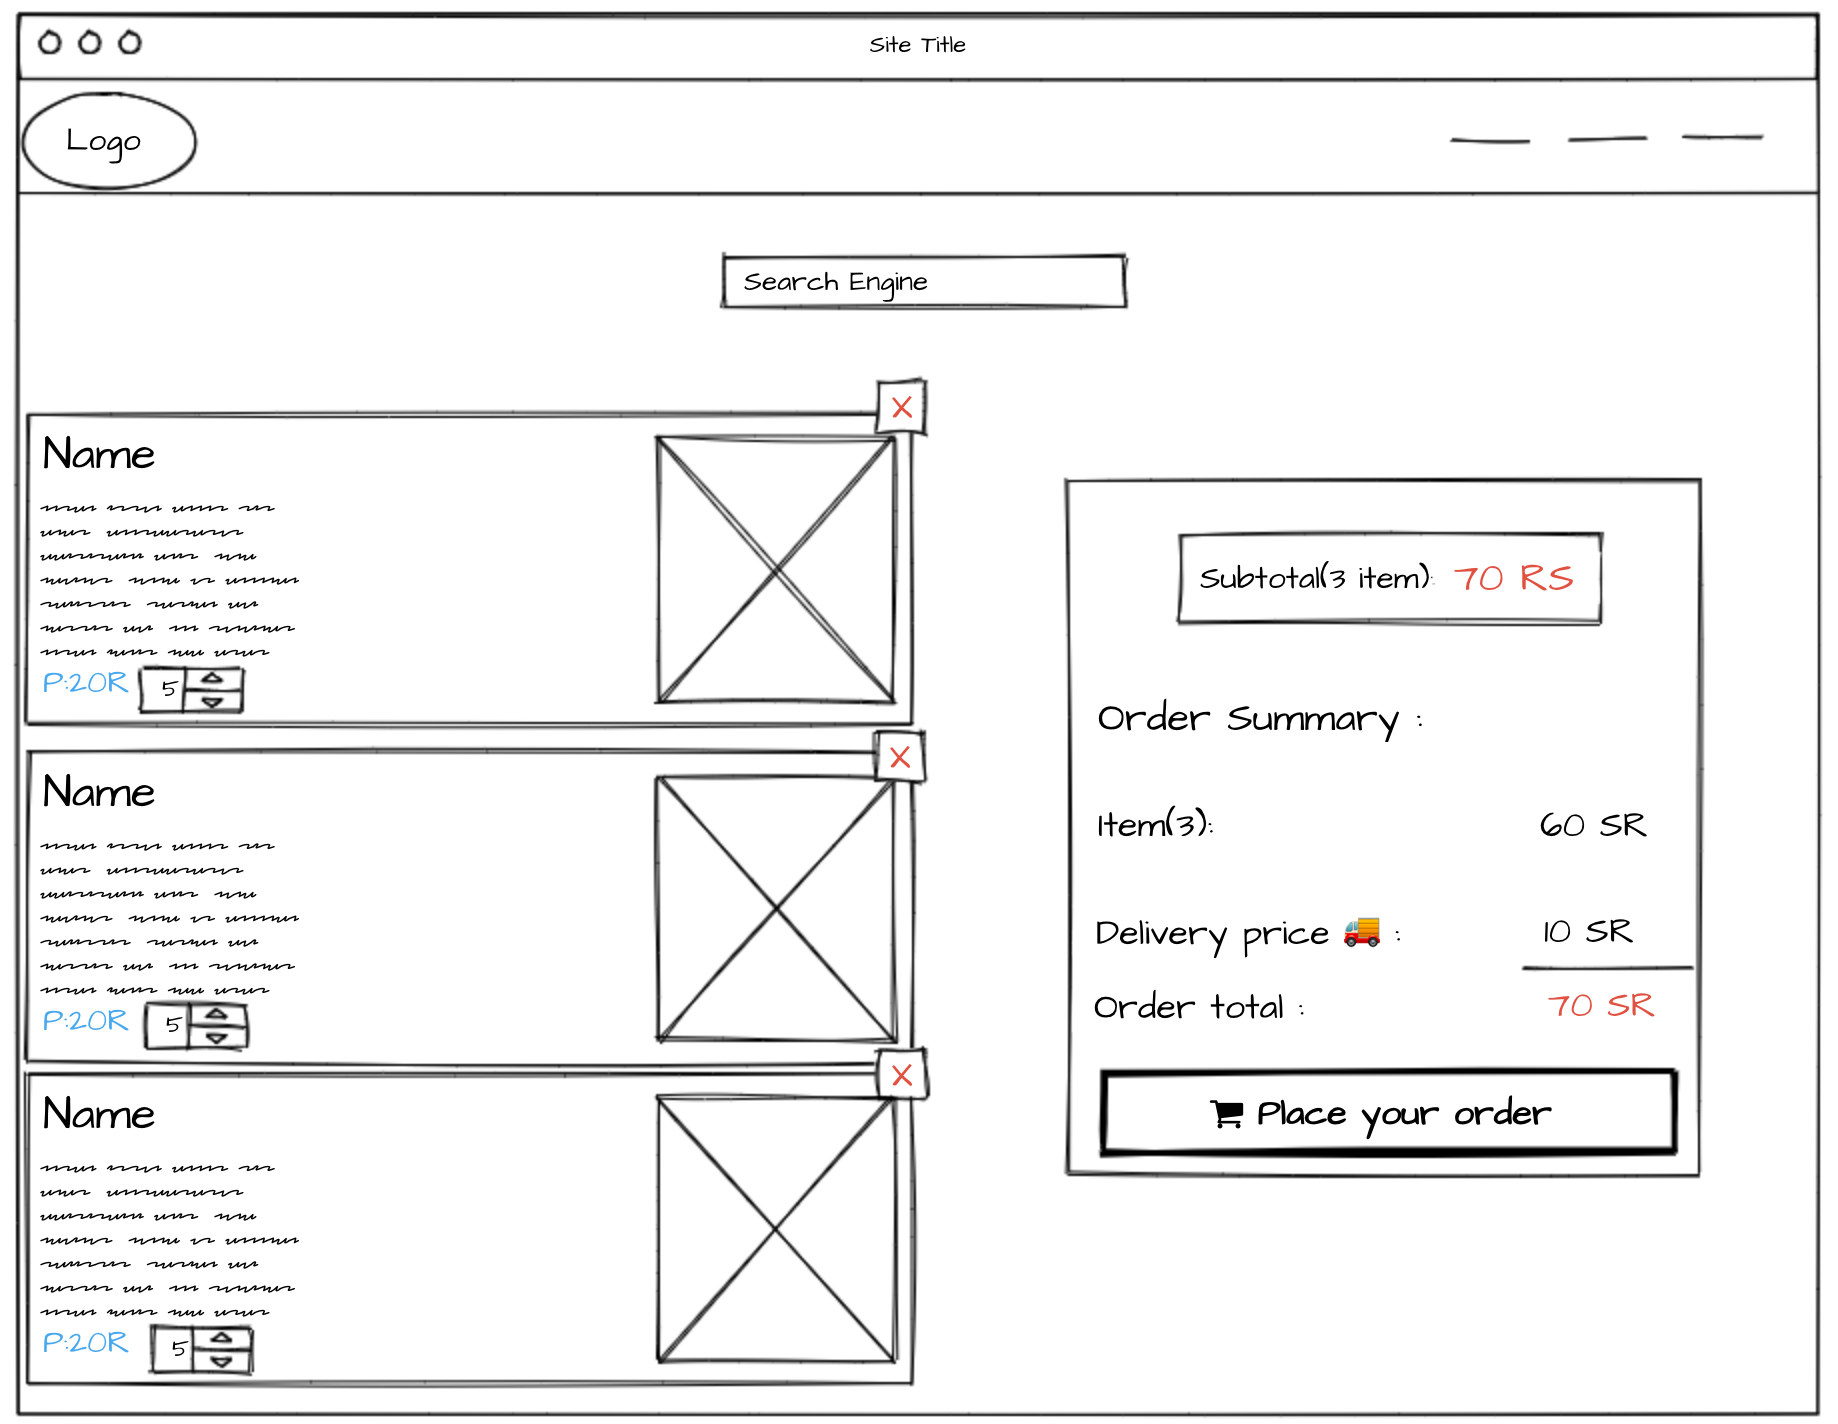 Site Title
Logo
Search Engine
X
Name
P:20R 5
X
Name
P:20R 5
X
Name
P:20R 5
Subtotal(3 item): 70 RS
Order Summary :
Item(3): 60 SR
Delivery price 🚚 : 10 SR
Order total : 70 SR
Place your order